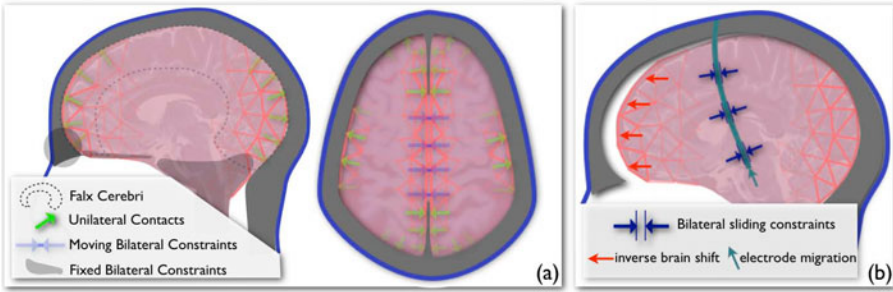 Falx Cerebri
Unilateral Contacts
Moving Bilateral Constraints
Fixed Bilateral Constraints
(a)
Bilateral sliding constraints
inverse brain shift
electrode migration
(b)